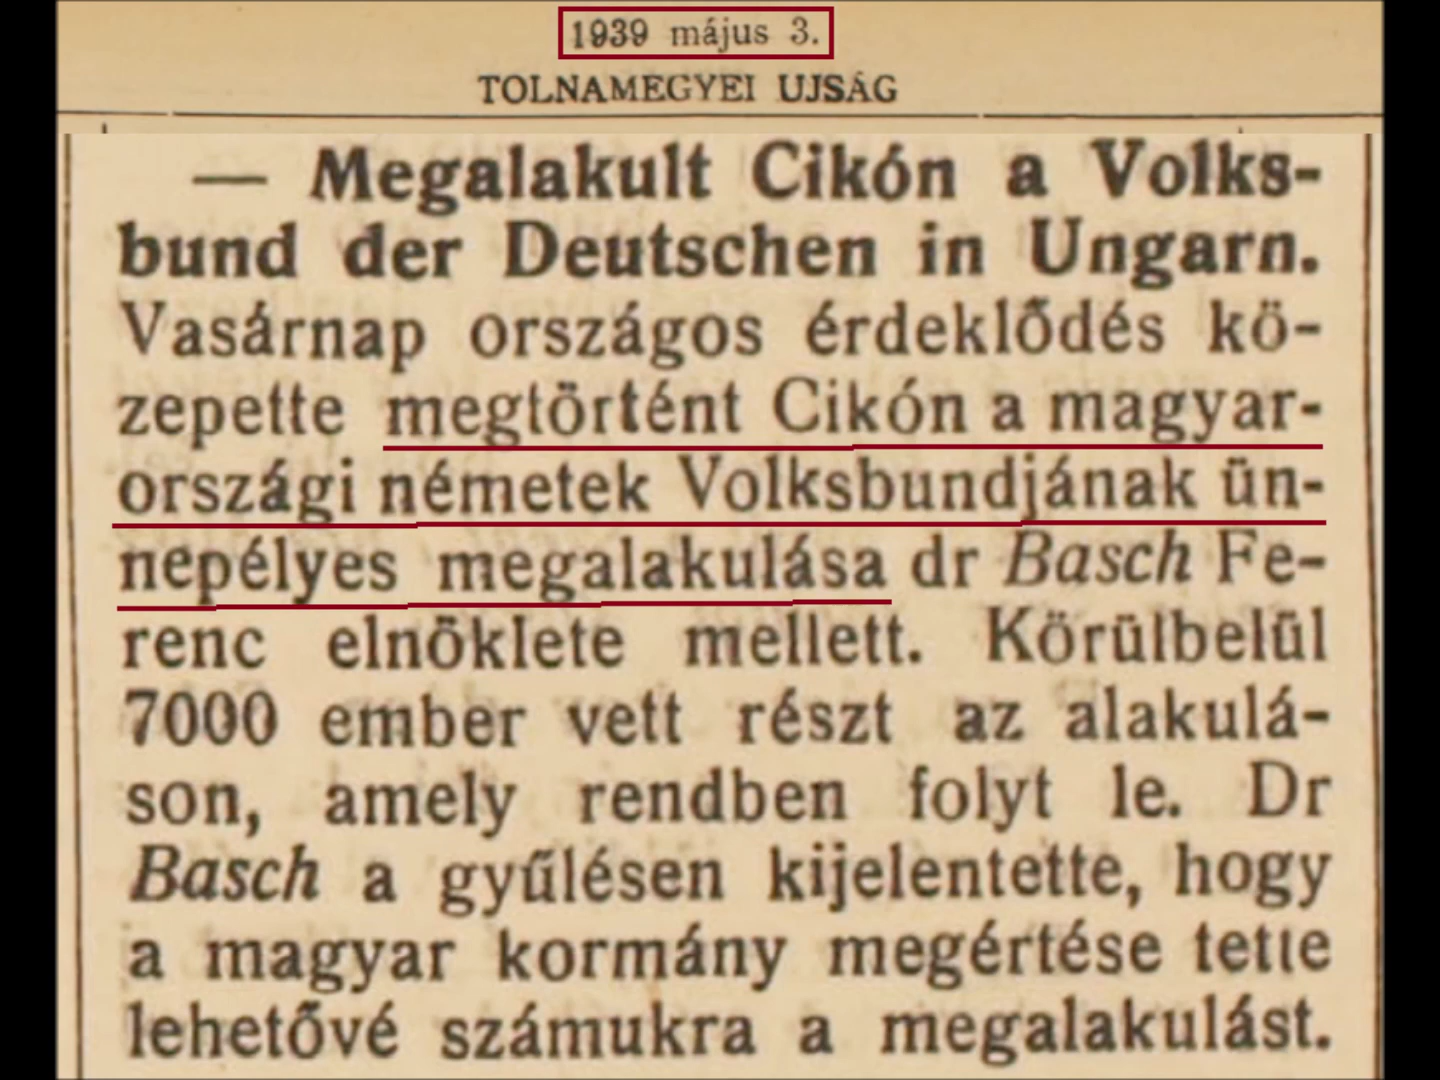 1939 május 3.
TOLNAMEGYEI UJSÁG
— Megalakult Cikón a Volks-
bund der Deutschen in Ungarn.
Vasárnap országos érdeklődés kö-
zepette megtörtént Cikón a magyar-
országi németek Volksbundjának ün-
nepélyes megalakulása dr Basch Fe-
renc elnöklete mellett. Körülbelül
7000 ember vett részt az alakulá-
son, amely rendben folyt le. Dr
Basch a gyűlésen kijelentette, hogy
a magyar kormány megértése tette
lehetővé számukra a megalakulást.